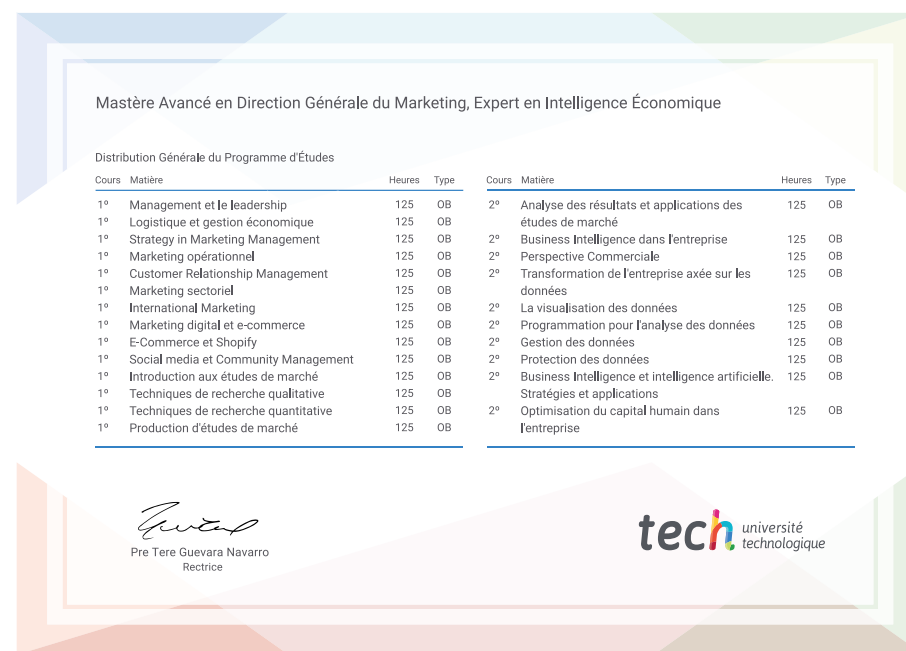 Mastère Avancé en Direction Générale du Marketing, Expert en Intelligence Économique
Distribution Générale du Programme d'Études
Cours Matière Heures Type
1º Management et le leadership 125 OB
1º Logistique et gestion économique 125 OB
1º Strategy in Marketing Management 125 OB
1º Marketing opérationnel 125 OB
1º Customer Relationship Management 125 OB
1º Marketing sectoriel 125 OB
1º International Marketing 125 OB
1º Marketing digital et e-commerce 125 OB
1º E-Commerce et Shopify 125 OB
1º Social media et Community Management 125 OB
1º Introduction aux études de marché 125 OB
1º Techniques de recherche qualitative 125 OB
1º Techniques de recherche quantitative 125 OB
1º Production d'études de marché 125 OB
Cours Matière Heures Type
2º Analyse des résultats et applications des 125 OB
études de marché
2º Business Intelligence dans l'entreprise 125 OB
2º Perspective Commerciale 125 OB
2º Transformation de l'entreprise axée sur les 125 OB
données
2º La visualisation des données 125 OB
2º Programmation pour l'analyse des données 125 OB
2º Gestion des données 125 OB
2º Protection des données 125 OB
2º Business Intelligence et intelligence artificielle. 125 OB
Stratégies et applications
2º Optimisation du capital humain dans 125 OB
l'entreprise
Pre Tere Guevara Navarro
Rectrice
tech université
technologique